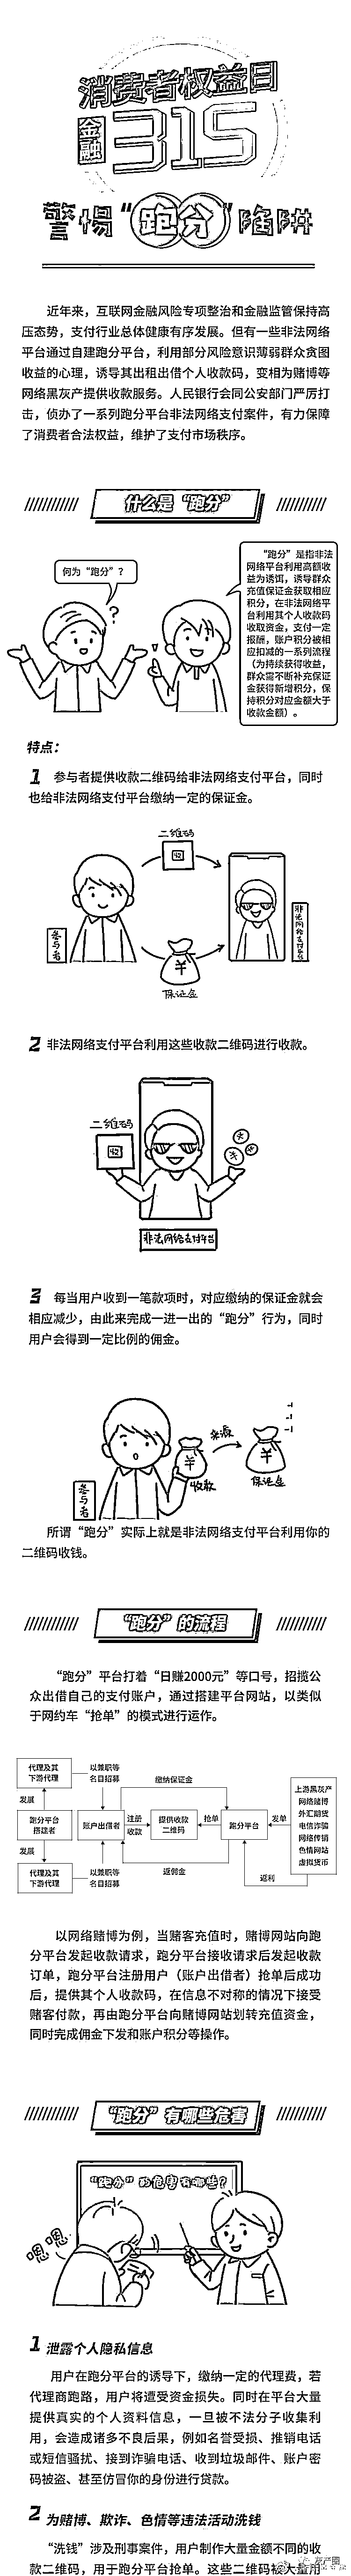 消费者权益日
金融
315
警惕“跑分”陷阱
近年来，互联网金融风险专项整治和金融监管保持高
压态势，支付行业总体健康有序发展。但有一些非法网络
平台通过自建跑分平台，利用部分风险意识薄弱群众贪图
收益的心理，诱导其出租出借个人收款码，变相为赌博等
网络黑灰产提供收款服务。人民银行会同公安部门严厉打
击，侦办了一系列跑分平台非法网络支付案件，有力保障
了消费者合法权益，维护了支付市场秩序。
什么是“跑分”
何为“跑分”？
“跑分”是指非法
网络平台利用高额收
益为诱饵，诱导群众
充值保证金获取相应
积分，在非法网络平
台利用其个人收款码
收取资金，支付一定
报酬，账户积分被相
应扣减的一系列流程
（为持续获得收益，
群众需不断补充保证
金获得新增积分，保
持积分对应金额大于
收款金额）。
特点：
1 参与者提供收款二维码给非法网络支付平台，同时
也给非法网络支付平台缴纳一定的保证金。
二维码
收
参与者
非法网络支付平台
¥
保证金
2 非法网络支付平台利用这些收款二维码进行收款。
二维码
收
非法网络支付平台
3 每当用户收到一笔款项时，对应缴纳的保证金就会
相应减少，由此来完成一进一出的“跑分”行为，同时
用户会得到一定比例的佣金。
来源
¥
¥
收款
保证金
参与者
所谓“跑分”实际上就是非法网络支付平台利用你的
二维码收钱。
“跑分”的流程
“跑分”平台打着“日赚2000元”等口号，招揽公
众出借自己的支付账户，通过搭建平台网站，以类似
于网约车“抢单”的模式进行运作。
代理及其
下游代理
以兼职等
名目招募
缴纳保证金
发展
跑分平台
搭建者
账户出借者
注册
收款
提供收款
二维码
抢单
跑分平台
发单
上游黑灰产
网络赌博
外汇期货
电信诈骗
网络传销
色情网站
虚拟货币
发展
代理及其
下游代理
以兼职等
名目招募
返佣金
返利
以网络赌博为例，当赌客充值时，赌博网站向跑
分平台发起收款请求，跑分平台接收请求后发起收款
订单，跑分平台注册用户（账户出借者）抢单后成功
后，提供其个人收款码，在信息不对称的情况下接受
赌客付款，再由跑分平台向赌博网站划转充值资金，
同时完成佣金下发和账户积分等操作。
“跑分”有哪些危害
“跑分”的危害有哪些?
嗯嗯
1 泄露个人隐私信息
用户在跑分平台的诱导下，缴纳一定的代理费，若
代理商跑路，用户将遭受资金损失。同时在平台大量
提供真实的个人资料信息，一旦被不法分子收集利
用，会造成诸多不良后果，例如名誉受损、推销电话
或短信骚扰、接到诈骗电话、收到垃圾邮件、账户密
码被盗、甚至仿冒你的身份进行贷款。
2 为赌博、欺诈、色情等违法活动洗钱
“洗钱”涉及刑事案件，用户制作大量金额不同的收
款二维码，用于跑分平台抢单。这些二维码被大量用